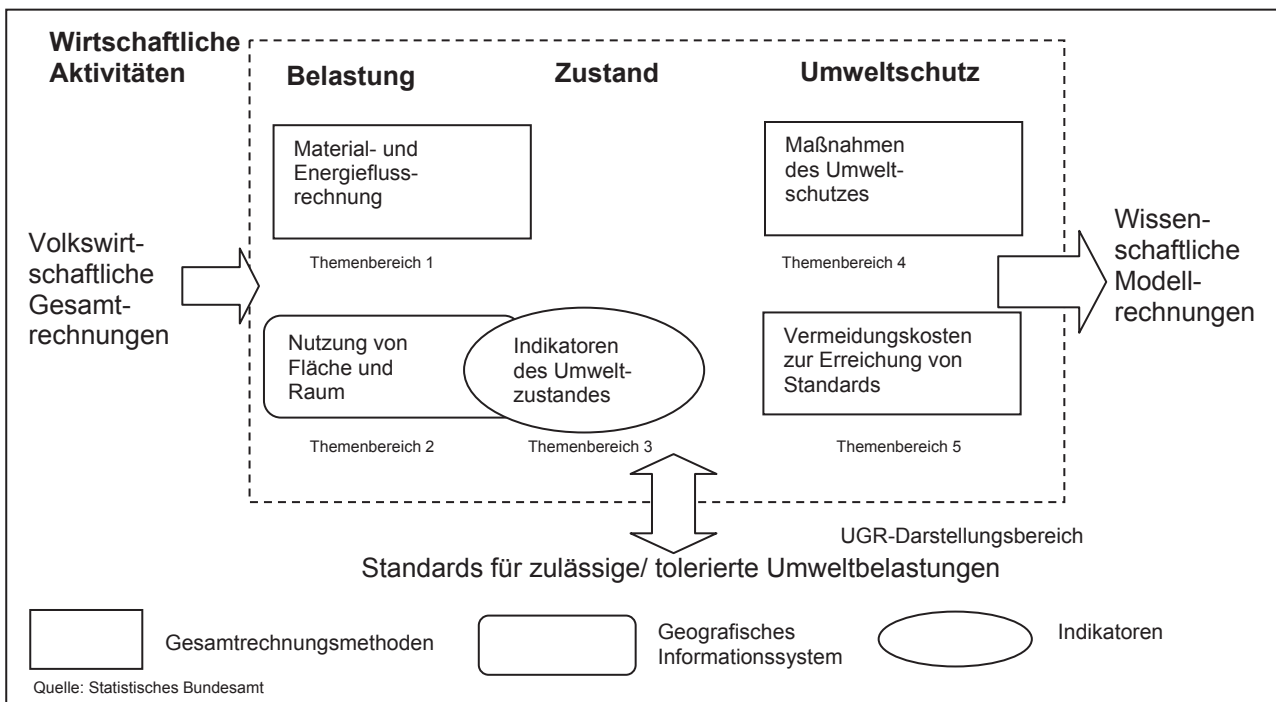 Wirtschaftliche
Aktivitäten
Belastung
Zustand
Umweltschutz
Material- und
Energiefluss-
rechnung
Themenbereich 1
Maßnahmen
des Umwelt-
schutzes
Themenbereich 4
Volkswirt-
schaftliche
Gesamt-
rechnungen
Wissen-
schaftliche
Modell-
rechnungen
Nutzung von
Fläche und
Raum
Themenbereich 2
Indikatoren
des Umwelt-
zustandes
Themenbereich 3
Vermeidungskosten
zur Erreichung von
Standards
Themenbereich 5
UGR-Darstellungsbereich
Standards für zulässige/ tolerierte Umweltbelastungen
Gesamtrechnungsmethoden
Geografisches
Informationssystem
Indikatoren
Quelle: Statistisches Bundesamt